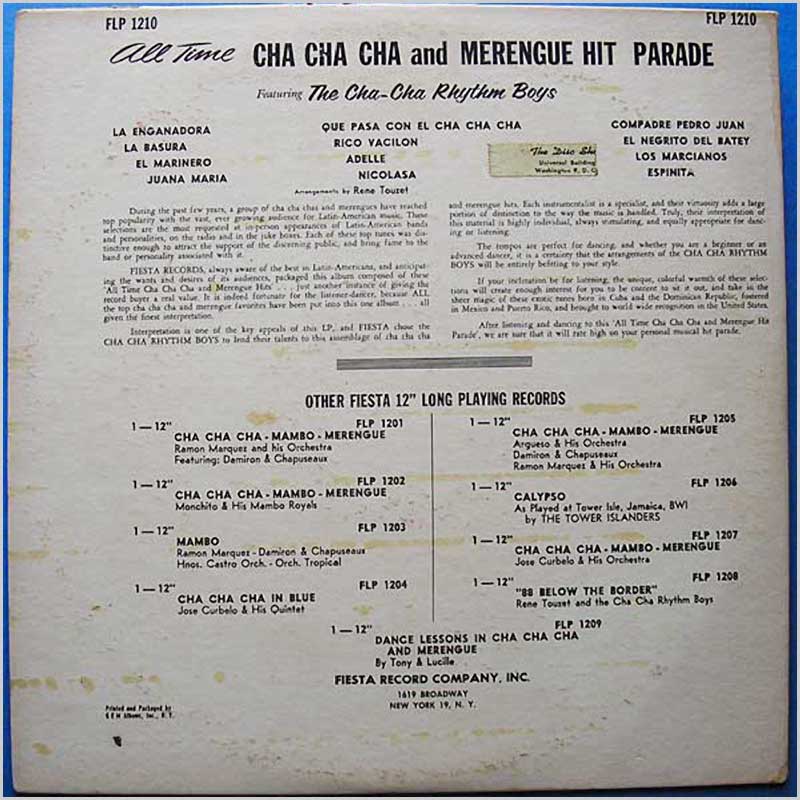 FLP 1210 FLP 1210
All Time CHA CHA CHA and MERENGUE HIT PARADE
Featuring The Cha-Cha Rhythm Boys
LA ENGANADORA
LA BASURA
EL MARINERO
JUANA MARIA
QUE PASA CON EL CHA CHA CHA
RICO VACILON
ADELLE
NICOLASA
Arrangements by Rene Touzet
The Disc
Universal Building
Washington 9, D. C.
COMPADRE PEDRO JUAN
EL NEGRITO DEL BATEY
LOS MARCIANOS
ESPINITA
During the past few years, a group of cha cha chas and merengues have reached
top popularity with the vast, ever growing audience for Latin-American music. These
selections are the most requested at in-person appearances of Latin-American bands
and personalities, on the radio and in the juke boxes. Each of these top tunes was dis-
tinctive enough to attract the support of the discerning public, and bring fame to the
band or personality associated with it.
FIESTA RECORDS, always aware of the best in Latin-Americans, and anticipat-
ing the wants and desires of its audiences, packaged this album composed of these
'All Time Cha Cha Cha and Merengue Hits' . . . just another instance of giving the
record buyer a real value. It is indeed fortunate for the listener-dancer, because ALL
the top cha cha cha and merengue favorites have been put into this one album . . . all
given the finest interpretation.
Interpretation is one of the key appeals of this LP, and FIESTA chose the
CHA CHA RHYTHM BOYS to lend their talents to this assemblage of cha cha cha
and merengue hits. Each instrumentalist is a specialist, and their virtuosity adds a large
portion of distinction to the way the music is handled. Truly, their interpretation of
this material is highly individual, always stimulating, and equally appropriate for danc-
ing or listening.
The tempos are perfect for dancing, and whether you are a beginner or an
advanced dancer, it is a certainty that the arrangements of the CHA CHA RHYTHM
BOYS will be entirely befitting to your style.
If your inclination be for listening, the unique, colorful warmth of these selec-
tions will create enough interest for you to be content to sit it out, and take in the
sheer magic of these exotic tunes born in Cuba and the Dominican Republic, fostered
in Mexico and Puerto Rico, and brought to world wide recognition in the United States.
After listening and dancing to this 'All Time Cha Cha Cha and Merengue Hit
Parade', we are sure that it will rate high on your personal musical hit parade.
OTHER FIESTA 12" LONG PLAYING RECORDS
1 — 12" FLP 1201
CHA CHA CHA - MAMBO - MERENGUE
Ramon Marquez and his Orchestra
Featuring: Damiron & Chapuseaux
1 — 12" FLP 1202
CHA CHA CHA - MAMBO - MERENGUE
Monchito & His Mambo Royals
1 — 12" FLP 1203
MAMBO
Ramon Marquez - Damiron & Chapuseaux
Hnos. Castro Orch. - Orch. Tropical
1 — 12" FLP 1204
CHA CHA CHA IN BLUE
Jose Curbelo & His Quintet
1 — 12" FLP 1205
CHA CHA CHA - MAMBO - MERENGUE
Argueso & His Orchestra
Damiron & Chapuseaux
Ramon Marquez & His Orchestra
1 — 12" FLP 1206
CALYPSO
As Played at Tower Isle, Jamaica, BWI
by THE TOWER ISLANDERS
1 — 12" FLP 1207
CHA CHA CHA - MAMBO - MERENGUE
Jose Curbelo & His Orchestra
1 — 12" FLP 1208
"88 BELOW THE BORDER"
Rene Touzet and the Cha Cha Rhythm Boys
1 — 12" FLP 1209
DANCE LESSONS IN CHA CHA CHA
AND MERENGUE
By Tony & Lucille
FIESTA RECORD COMPANY, INC.
1619 BROADWAY
NEW YORK 19, N. Y.
Printed and Packaged by
G E M Albums, Inc., N. Y.